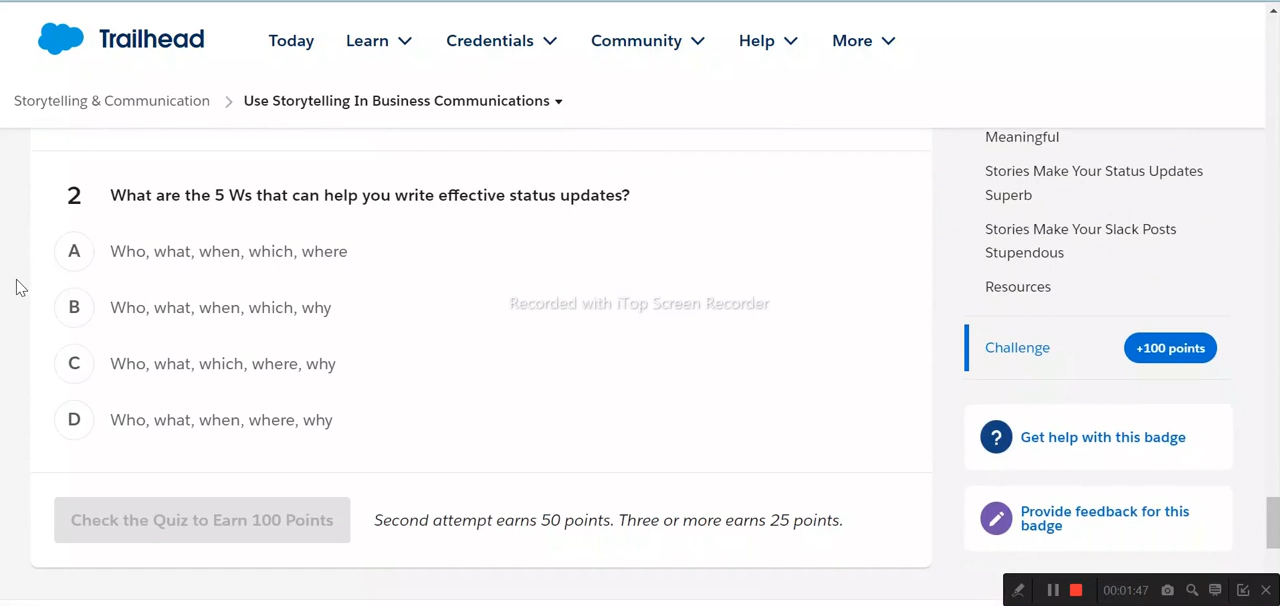 Trailhead
Today Learn Credentials Community Help More
Storytelling & Communication > Use Storytelling In Business Communications
Meaningful
Stories Make Your Status Updates
Superb
Stories Make Your Slack Posts
Stupendous
Resources
Challenge +100 points
? Get help with this badge
Provide feedback for this
badge
2 What are the 5 Ws that can help you write effective status updates?
A Who, what, when, which, where
B Who, what, when, which, why
C Who, what, which, where, why
D Who, what, when, where, why
Recorded with iTop Screen Recorder
Check the Quiz to Earn 100 Points Second attempt earns 50 points. Three or more earns 25 points.
00:01:47